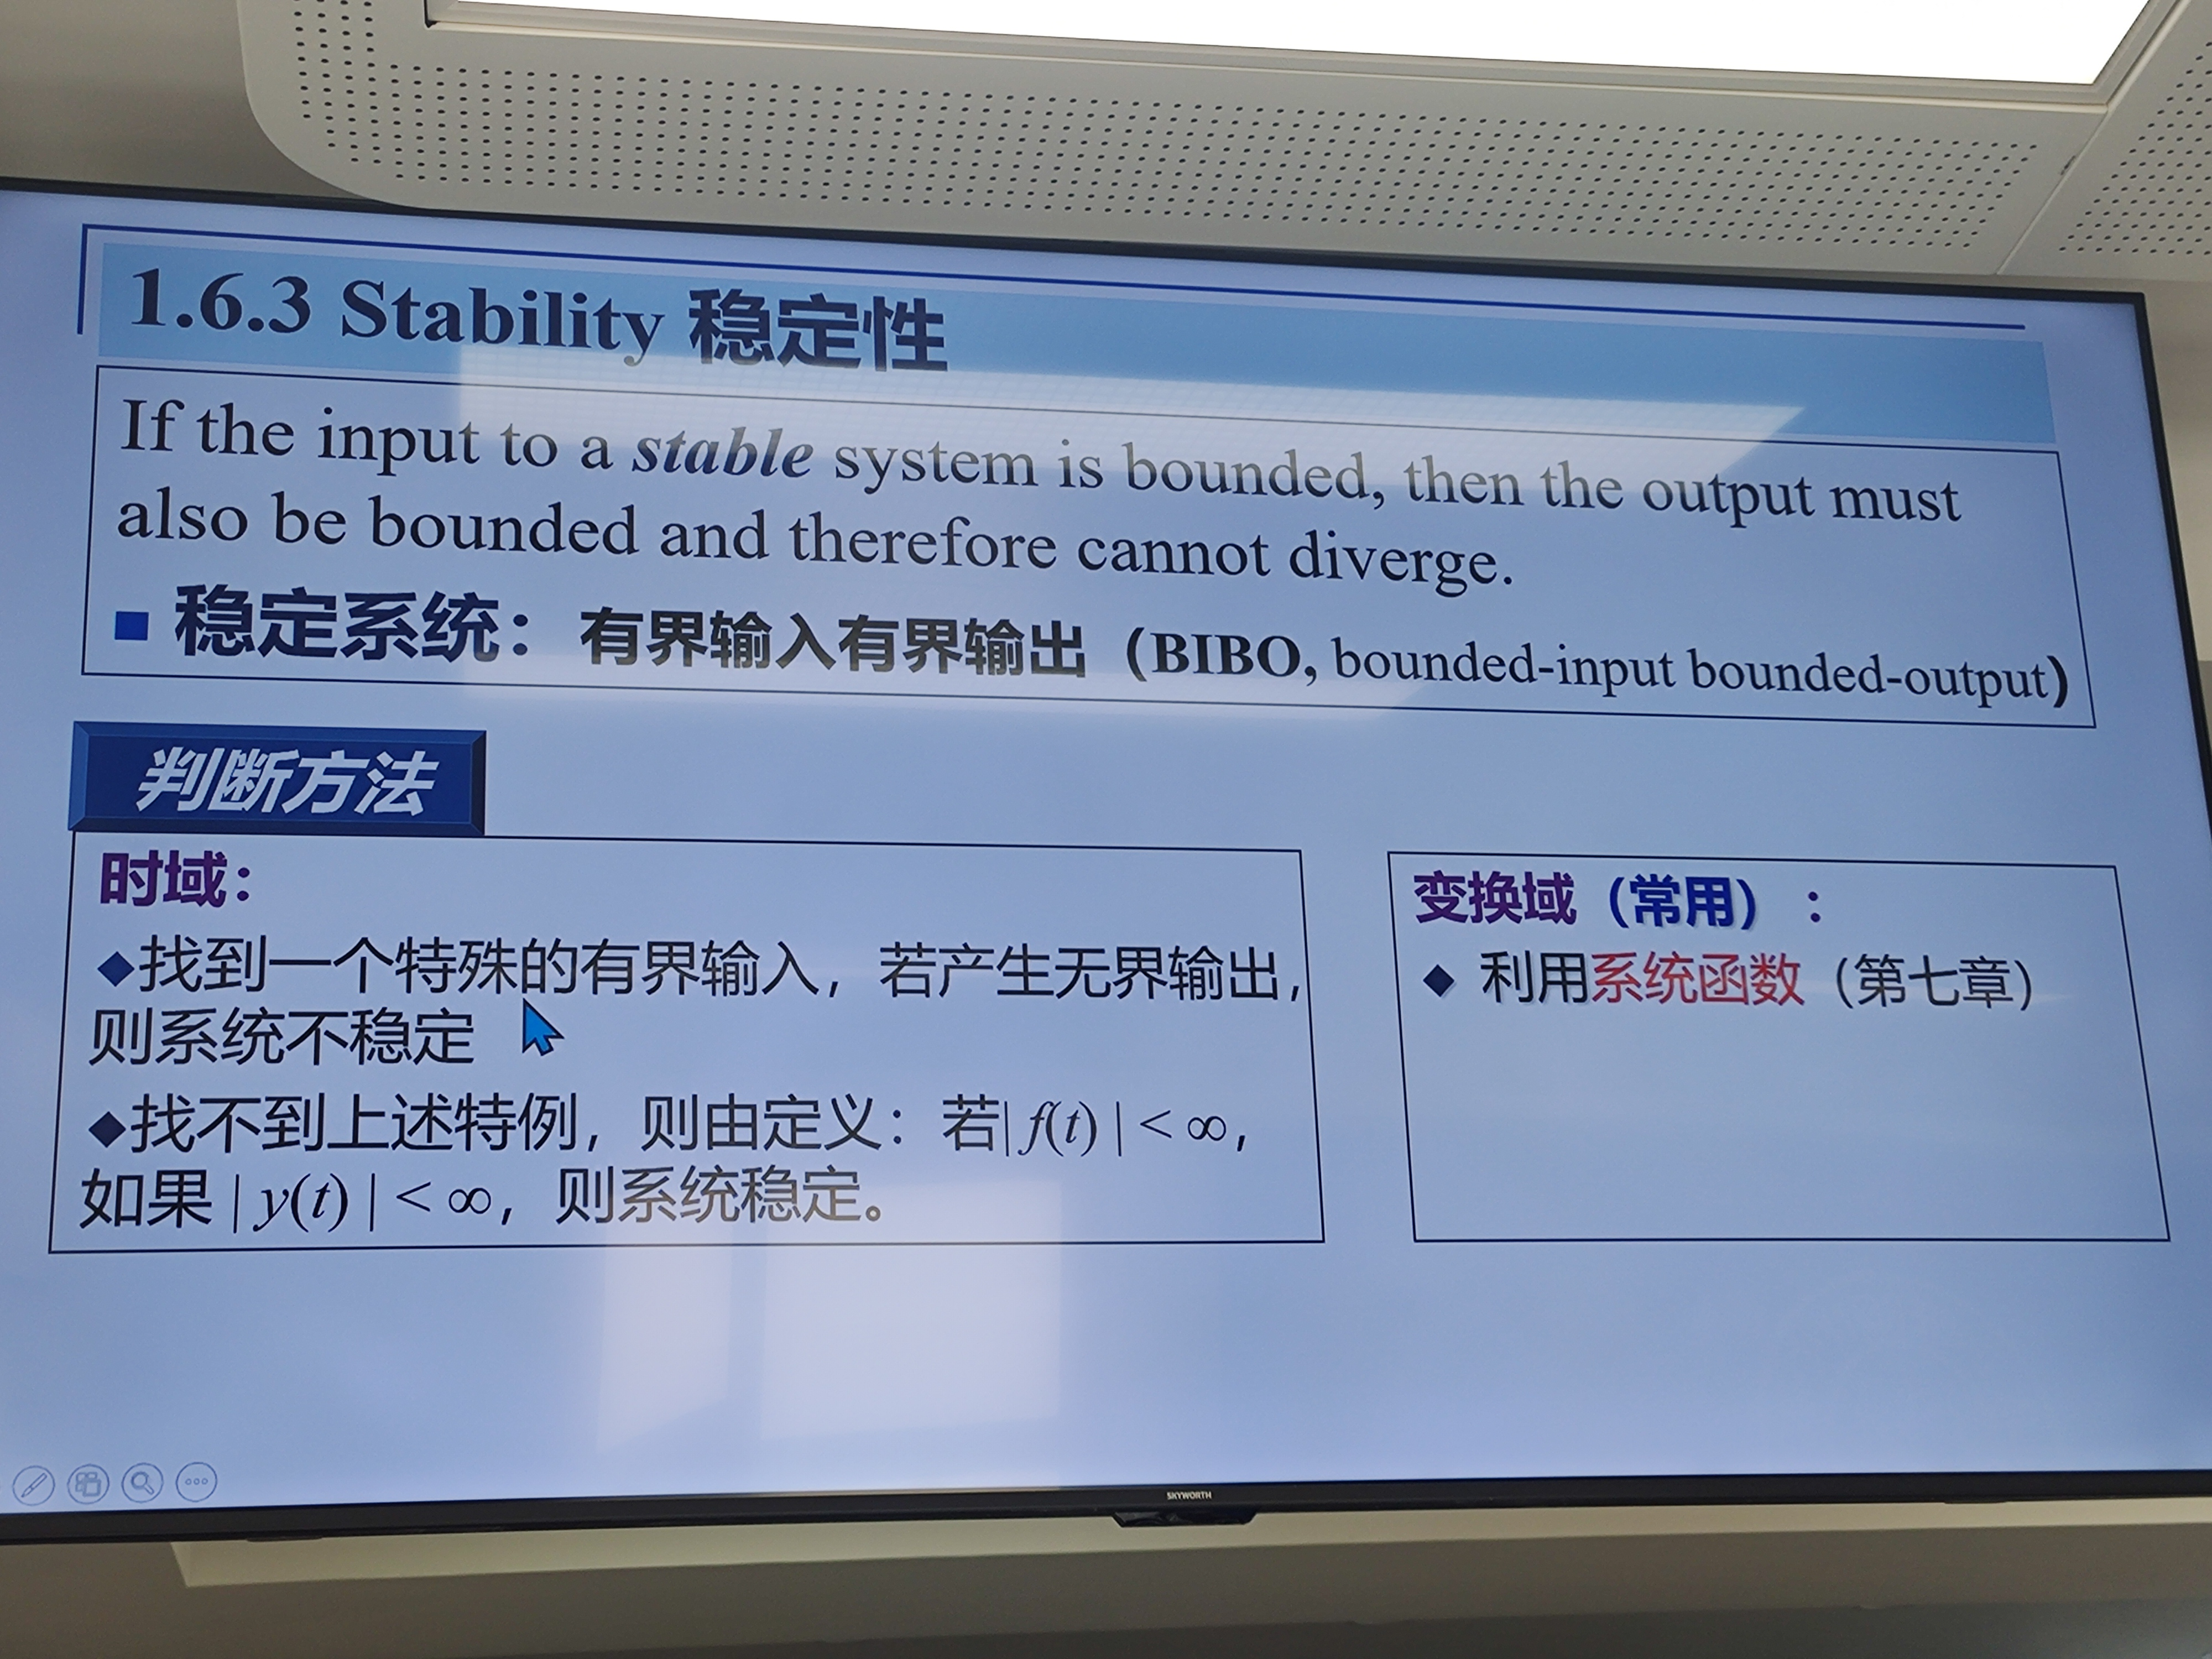 1.6.3 Stability 稳定性
If the input to a stable system is bounded, then the output must
also be bounded and therefore cannot diverge.
■ 稳定系统：有界输入有界输出（BIBO, bounded-input bounded-output)
判断方法
时域：
◆找到一个特殊的有界输入，若产生无界输出，
则系统不稳定
◆找不到上述特例，则由定义：若| f(t) | < ∞,
如果 | y(t) | < ∞，则系统稳定。
变换域（常用）：
◆ 利用系统函数（第七章）
SKYWORTH